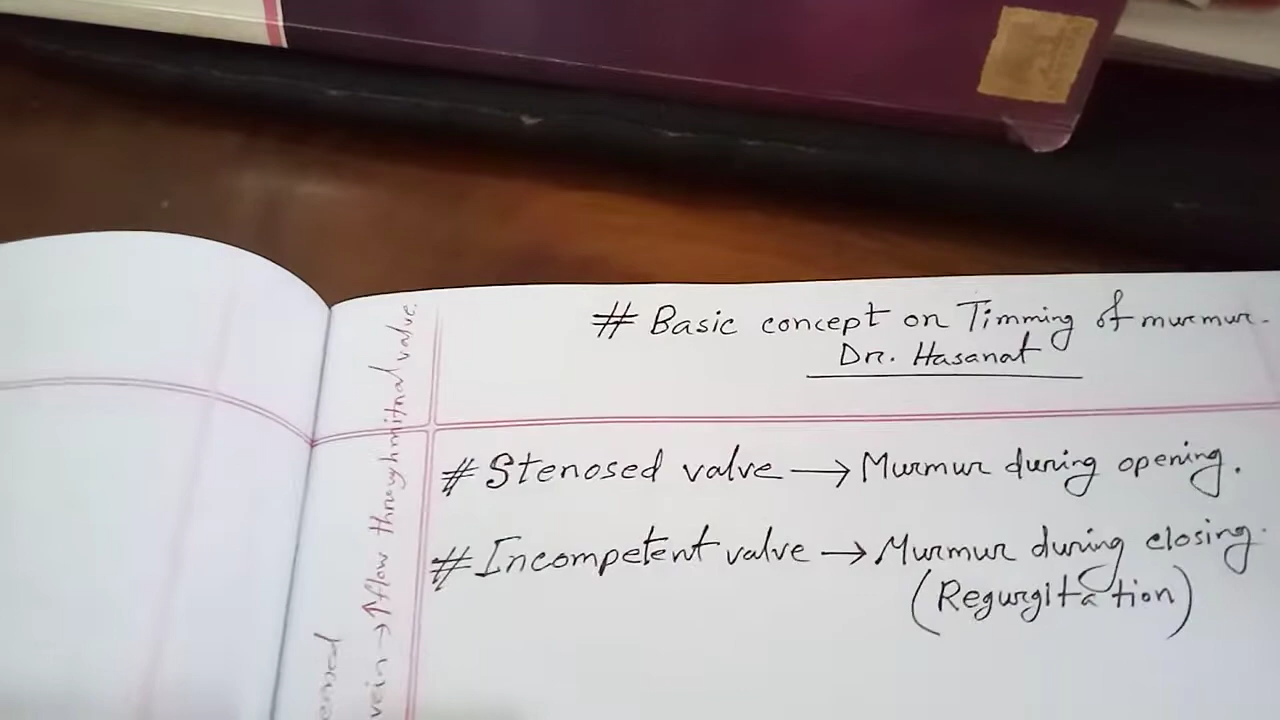 # Basic concept on Timming of murmur.
Dr. Hasanat
# Stenosed valve → Murmur during opening.
# Incompetent valve → Murmur during closing.
(Regurgitation)
vein → ↑flow through mitral valve.